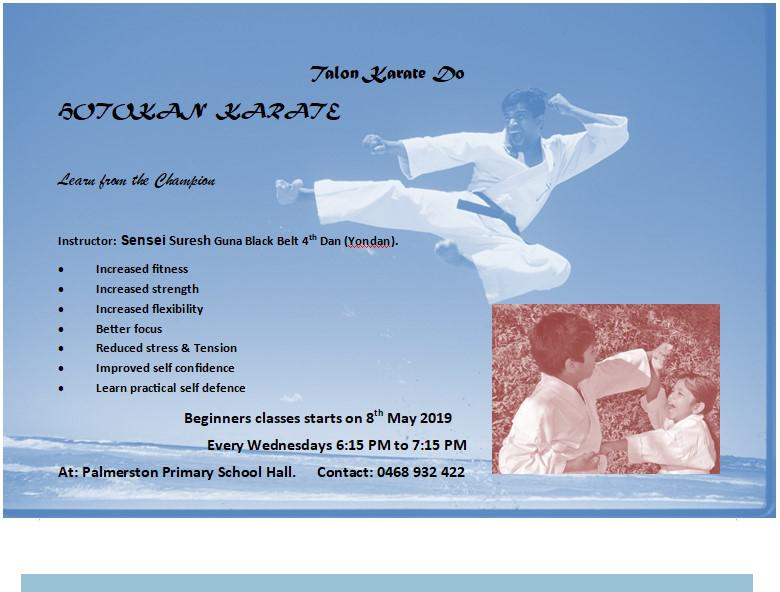 Talon Karate Do
HOTOKAN KARATE
Learn from the Champion
Instructor: Sensei Suresh Guna Black Belt 4th Dan (Yondan).
• Increased fitness
• Increased strength
• Increased flexibility
• Better focus
• Reduced stress & Tension
• Improved self confidence
• Learn practical self defence
Beginners classes starts on 8th May 2019
Every Wednesdays 6:15 PM to 7:15 PM
At: Palmerston Primary School Hall. Contact: 0468 932 422